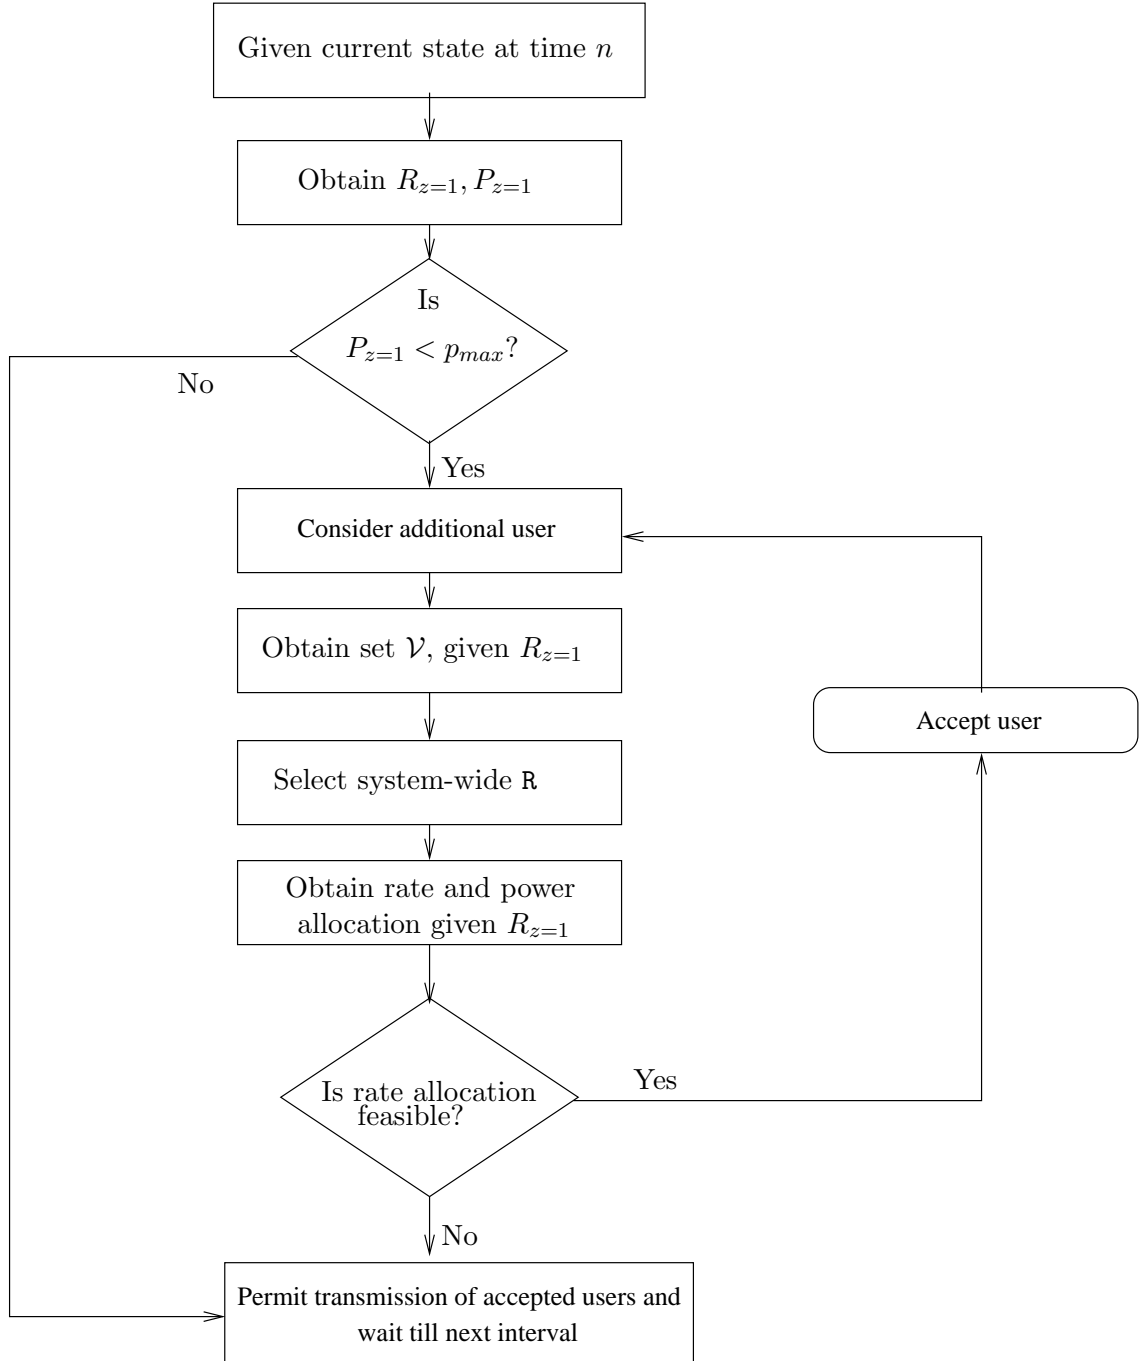 Given current state at time n
Obtain R_{z=1}, P_{z=1}
Is
P_{z=1} < p_{max}?
No
Yes
Consider additional user
Obtain set 𝒱, given R_{z=1}
Accept user
Select system-wide R
Obtain rate and power
allocation given R_{z=1}
Is rate allocation
feasible?
Yes
No
Permit transmission of accepted users and
wait till next interval